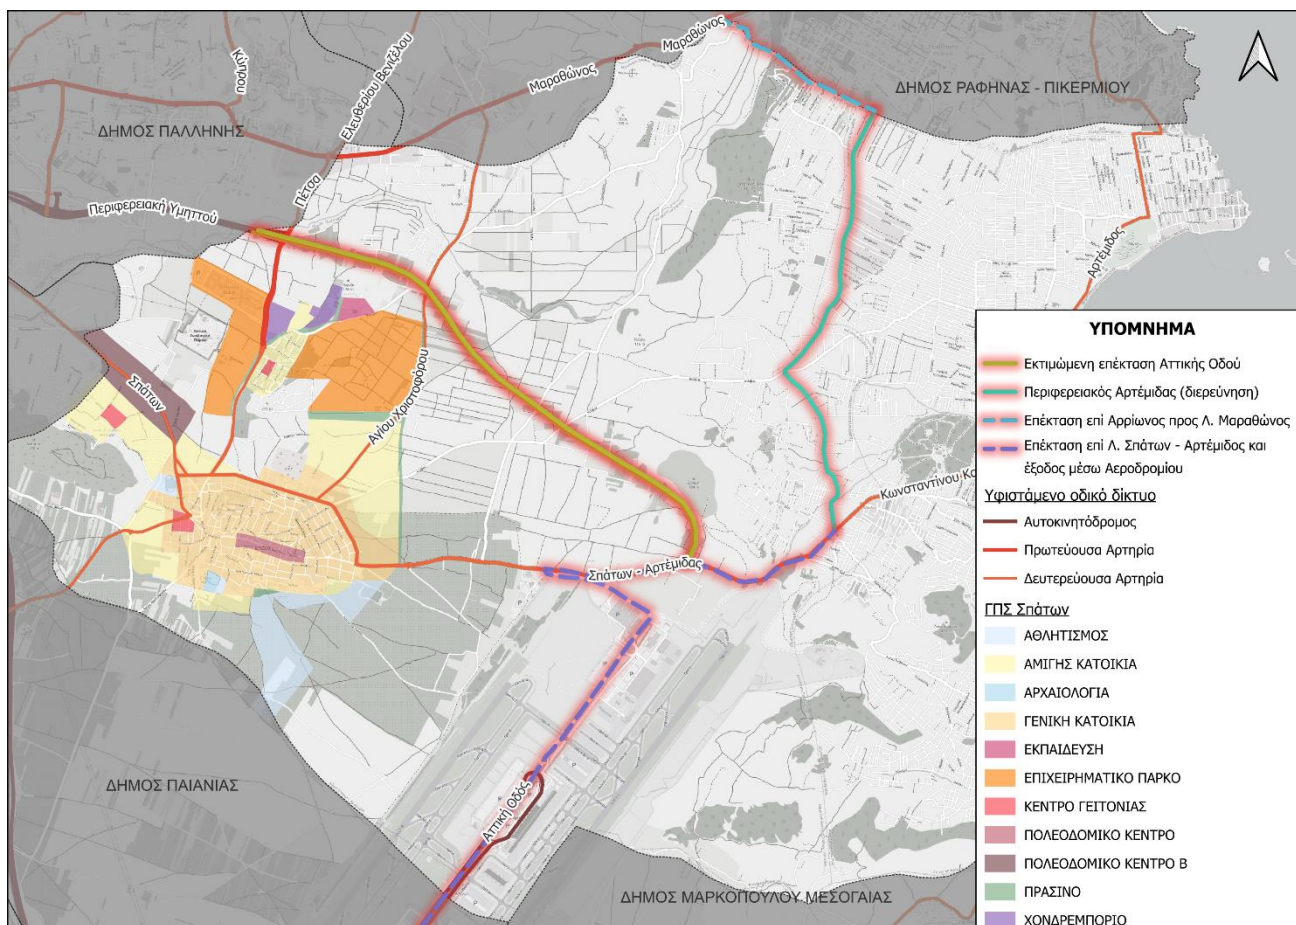 Μαραθώνος
Κύπρου
Ελευθερίου Βενιζέλου
Μαραθώνος
ΔΗΜΟΣ ΡΑΦΗΝΑΣ - ΠΙΚΕΡΜΙΟΥ
ΔΗΜΟΣ ΠΑΛΛΗΝΗΣ
Πέτσα
Περιφερειακή Υμηττού
Αρτέμιδος
Σπάτων
Αγίου Χριστοφόρου
Κωνσταντίνου Κα
Σπάτων - Αρτέμιδας
Αττική Οδός
ΔΗΜΟΣ ΠΑΙΑΝΙΑΣ
ΔΗΜΟΣ ΜΑΡΚΟΠΟΥΛΟΥ ΜΕΣΟΓΑΙΑΣ
ΥΠΟΜΝΗΜΑ
Εκτιμώμενη επέκταση Αττικής Οδού
Περιφερειακός Αρτέμιδας (διερεύνηση)
Επέκταση επί Αρρίωνος προς Λ. Μαραθώνος
Επέκταση επί Λ. Σπάτων - Αρτέμιδος και
έξοδος μέσω Αεροδρομίου
Υφιστάμενο οδικό δίκτυο
Αυτοκινητόδρομος
Πρωτεύουσα Αρτηρία
Δευτερεύουσα Αρτηρία
ΓΠΣ Σπάτων
ΑΘΛΗΤΙΣΜΟΣ
ΑΜΙΓΗΣ ΚΑΤΟΙΚΙΑ
ΑΡΧΑΙΟΛΟΓΙΑ
ΓΕΝΙΚΗ ΚΑΤΟΙΚΙΑ
ΕΚΠΑΙΔΕΥΣΗ
ΕΠΙΧΕΙΡΗΜΑΤΙΚΟ ΠΑΡΚΟ
ΚΕΝΤΡΟ ΓΕΙΤΟΝΙΑΣ
ΠΟΛΕΟΔΟΜΙΚΟ ΚΕΝΤΡΟ
ΠΟΛΕΟΔΟΜΙΚΟ ΚΕΝΤΡΟ Β
ΠΡΑΣΙΝΟ
ΧΟΝΔΡΕΜΠΟΡΙΟ